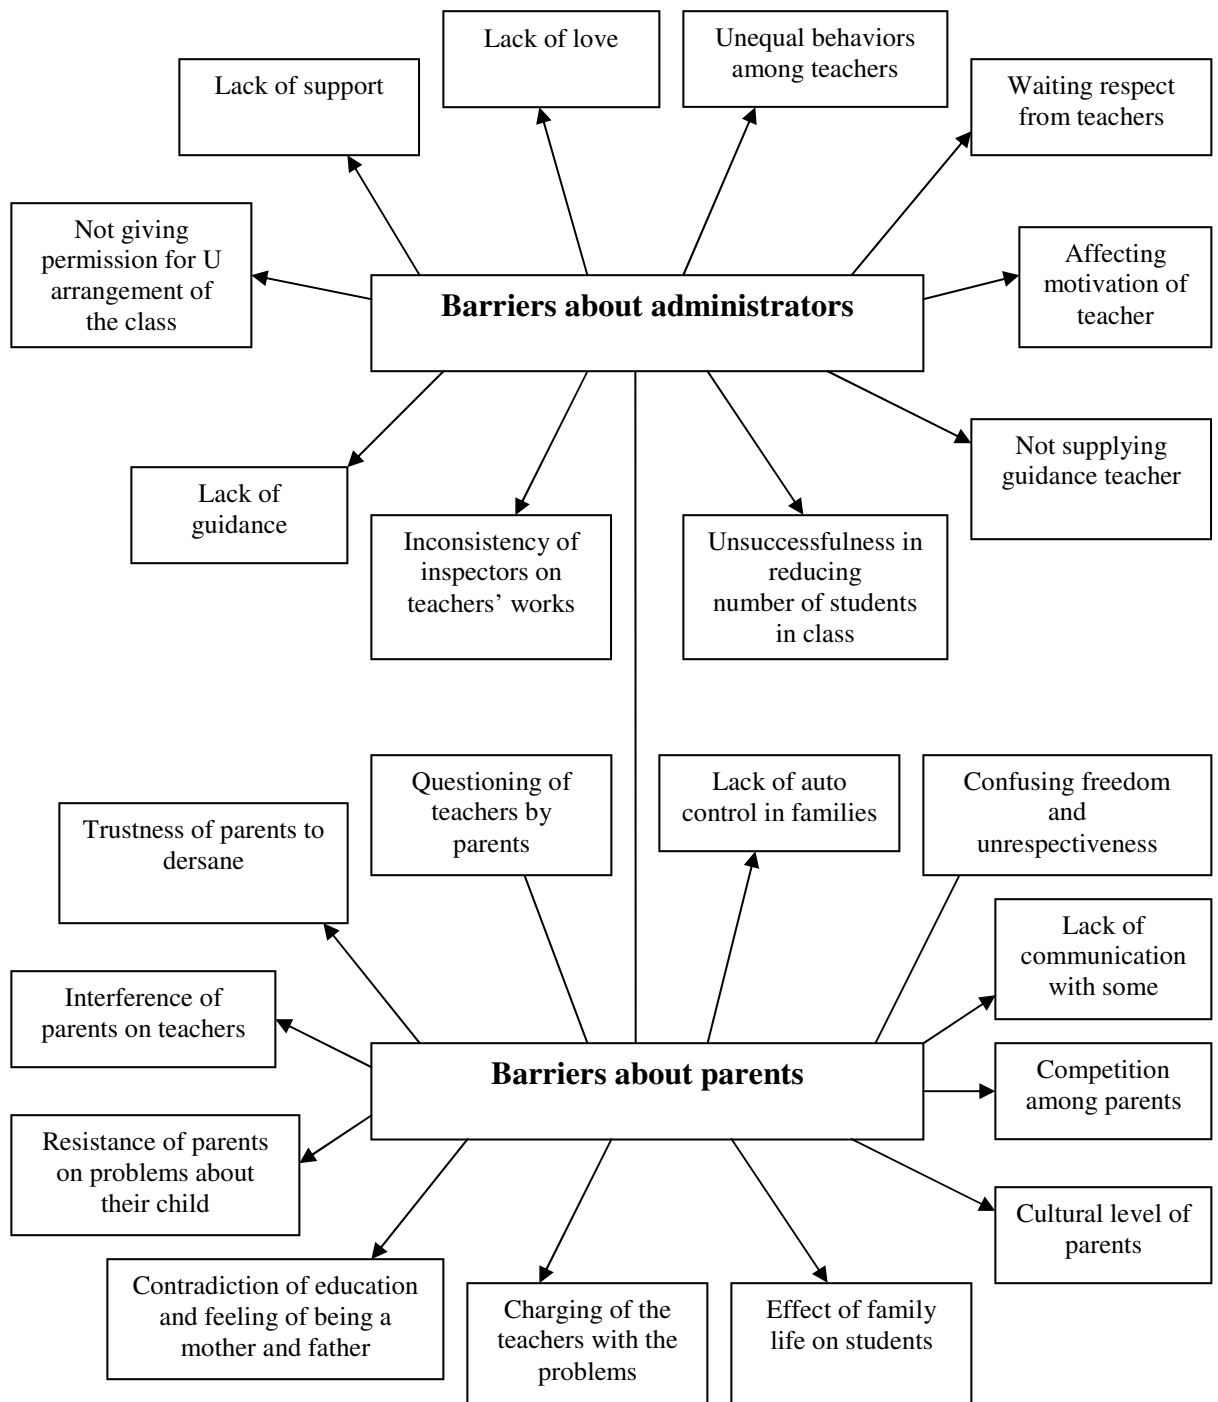 Lack of love
Unequal behaviors
among teachers
Lack of support
Waiting respect
from teachers
Not giving
permission for U
arrangement of
the class
Affecting
motivation of
teacher
Barriers about administrators
Not supplying
guidance teacher
Lack of
guidance
Inconsistency of
inspectors on
teachers’ works
Unsuccessfulness in
reducing
number of students
in class
Questioning of
teachers by
parents
Lack of auto
control in families
Confusing freedom
and
unrespectiveness
Trustness of parents to
dersane
Lack of
communication
with some
Interference of
parents on teachers
Barriers about parents
Competition
among parents
Resistance of parents
on problems about
their child
Cultural level of
parents
Contradiction of education
and feeling of being a
mother and father
Charging of the
teachers with the
problems
Effect of family
life on students